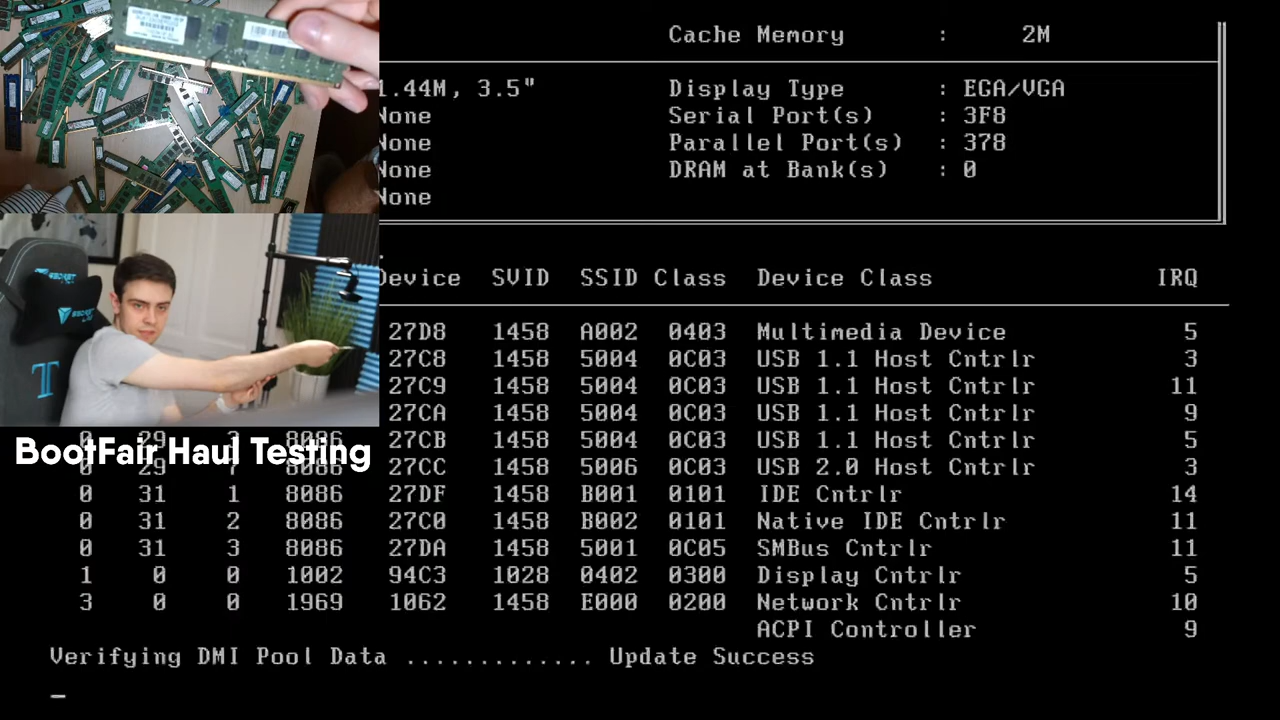 Cache Memory : 2M
1.44M, 3.5" Display Type : EGA/VGA
None Serial Port(s) : 3F8
None Parallel Port(s) : 378
None DRAM at Bank(s) : 0
None
Device SVID SSID Class Device Class IRQ
27D8 1458 A002 0403 Multimedia Device 5
27C8 1458 5004 0C03 USB 1.1 Host Cntrlr 3
27C9 1458 5004 0C03 USB 1.1 Host Cntrlr 11
27CA 1458 5004 0C03 USB 1.1 Host Cntrlr 9
0 29 3 8086 27CB 1458 5004 0C03 USB 1.1 Host Cntrlr 5
BootFair Haul Testing
0 29 7 8086 27CC 1458 5006 0C03 USB 2.0 Host Cntrlr 3
0 31 1 8086 27DF 1458 B001 0101 IDE Cntrlr 14
0 31 2 8086 27C0 1458 B002 0101 Native IDE Cntrlr 11
0 31 3 8086 27DA 1458 5001 0C05 SMBus Cntrlr 11
1 0 0 1002 94C3 1028 0402 0300 Display Cntrlr 5
3 0 0 1969 1062 1458 E000 0200 Network Cntrlr 10
ACPI Controller 9
Verifying DMI Pool Data ............. Update Success